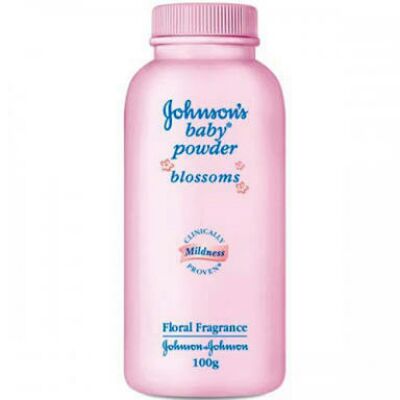 Johnson's
baby®
powder
blossoms
CLINICALLY
Mildness
PROVEN®
Floral Fragrance
Johnson & Johnson
100g